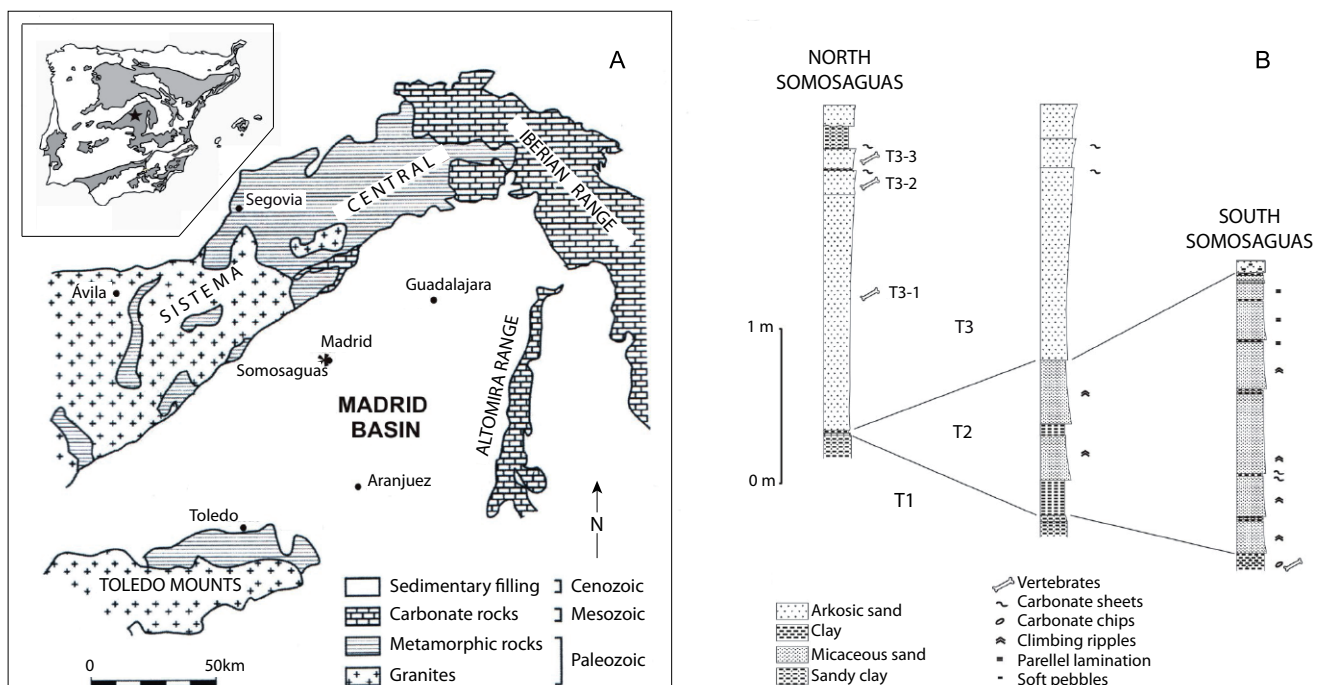 A
Segovia
CENTRAL
IBERIAN RANGE
SISTEMA
Ávila
Guadalajara
Madrid
Somosaguas
MADRID
BASIN
ALTOMIRA RANGE
Aranjuez
N
Toledo
TOLEDO MOUNTS
Sedimentary filling
Cenozoic
Carbonate rocks
Mesozoic
Metamorphic rocks
Paleozoic
Granites
0 50km
B
NORTH
SOMOSAGUAS
T3-3
T3-2
T3-1
SOUTH
SOMOSAGUAS
1 m
T3
T2
0 m
T1
Arkosic sand
Clay
Micaceous sand
Sandy clay
Vertebrates
Carbonate sheets
Carbonate chips
Climbing ripples
Parellel lamination
Soft pebbles